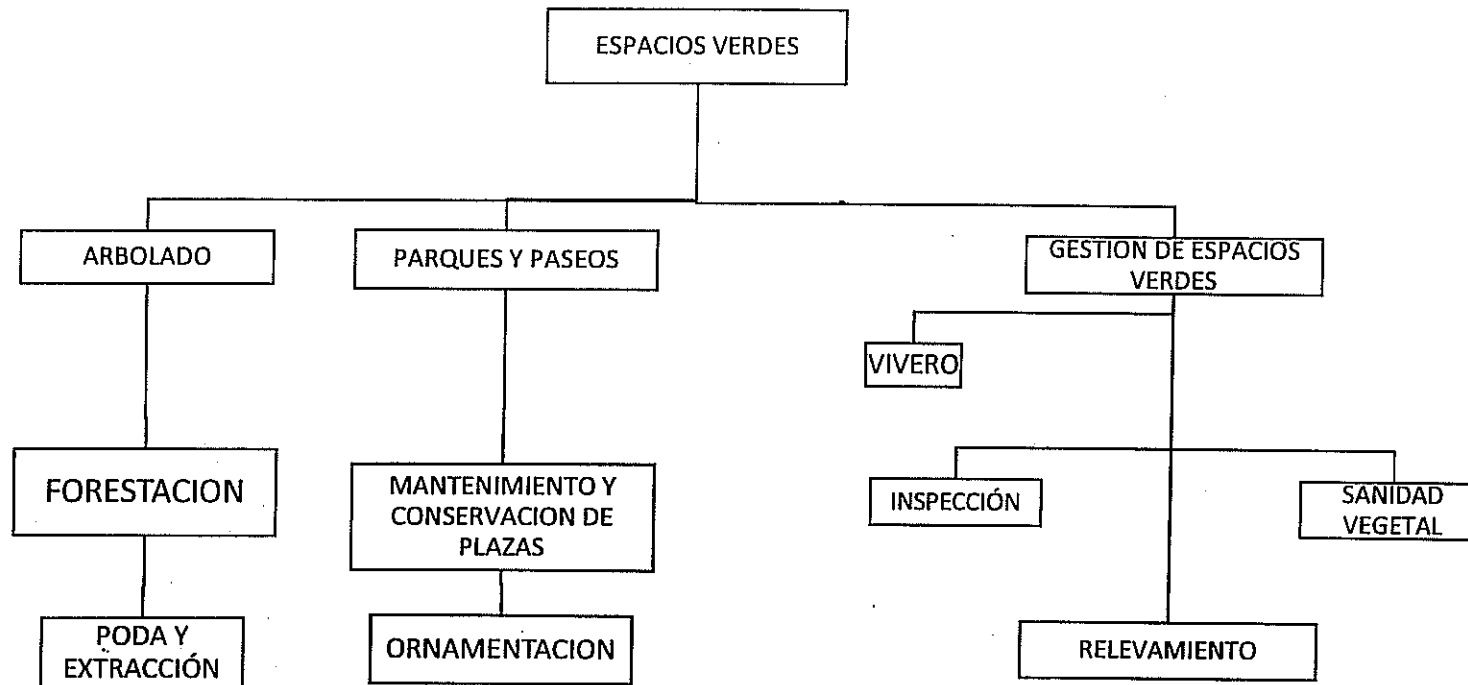 ESPACIOS VERDES
ARBOLADO
PARQUES Y PASEOS
GESTION DE ESPACIOS
VERDES
VIVERO
FORESTACION
MANTENIMIENTO Y
CONSERVACION DE
PLAZAS
INSPECCIÓN
SANIDAD
VEGETAL
PODA Y
EXTRACCIÓN
ORNAMENTACION
RELEVAMIENTO